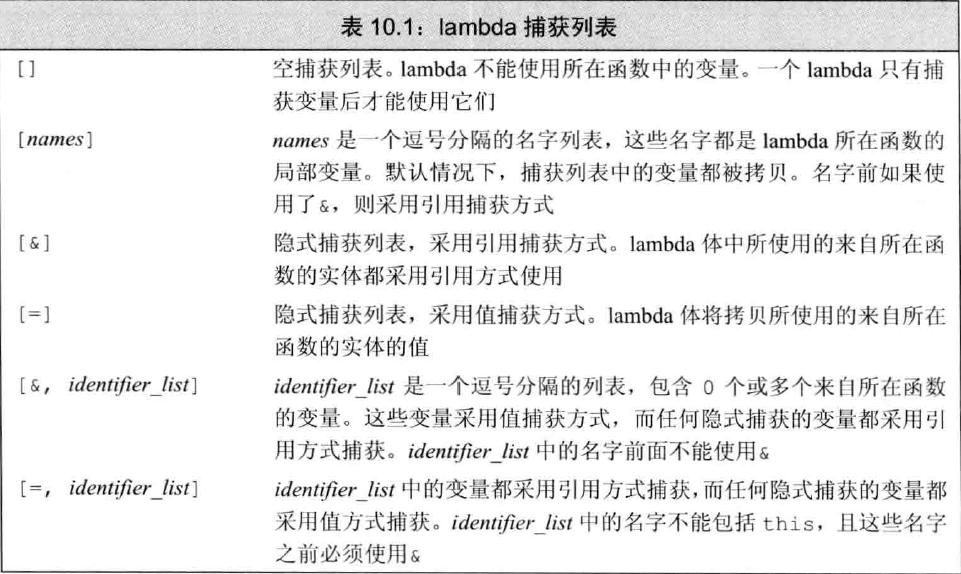 表 10.1：lambda 捕获列表
[] 空捕获列表。lambda 不能使用所在函数中的变量。一个 lambda 只有捕
获变量后才能使用它们
[names] names 是一个逗号分隔的名字列表，这些名字都是 lambda 所在函数的
局部变量。默认情况下，捕获列表中的变量都被拷贝。名字前如果使
用了&，则采用引用捕获方式
[&] 隐式捕获列表，采用引用捕获方式。lambda 体中所使用的来自所在函
数的实体都采用引用方式使用
[=] 隐式捕获列表，采用值捕获方式。lambda 体将拷贝所使用的来自所在
函数的实体的值
[&, identifier_list] identifier_list 是一个逗号分隔的列表，包含 0 个或多个来自所在函数
的变量。这些变量采用值捕获方式，而任何隐式捕获的变量都采用引
用方式捕获。identifier_list 中的名字前面不能使用&
[=, identifier_list] identifier_list 中的变量都采用引用方式捕获，而任何隐式捕获的变量都
采用值方式捕获。identifier_list 中的名字不能包括 this，且这些名字
之前必须使用&